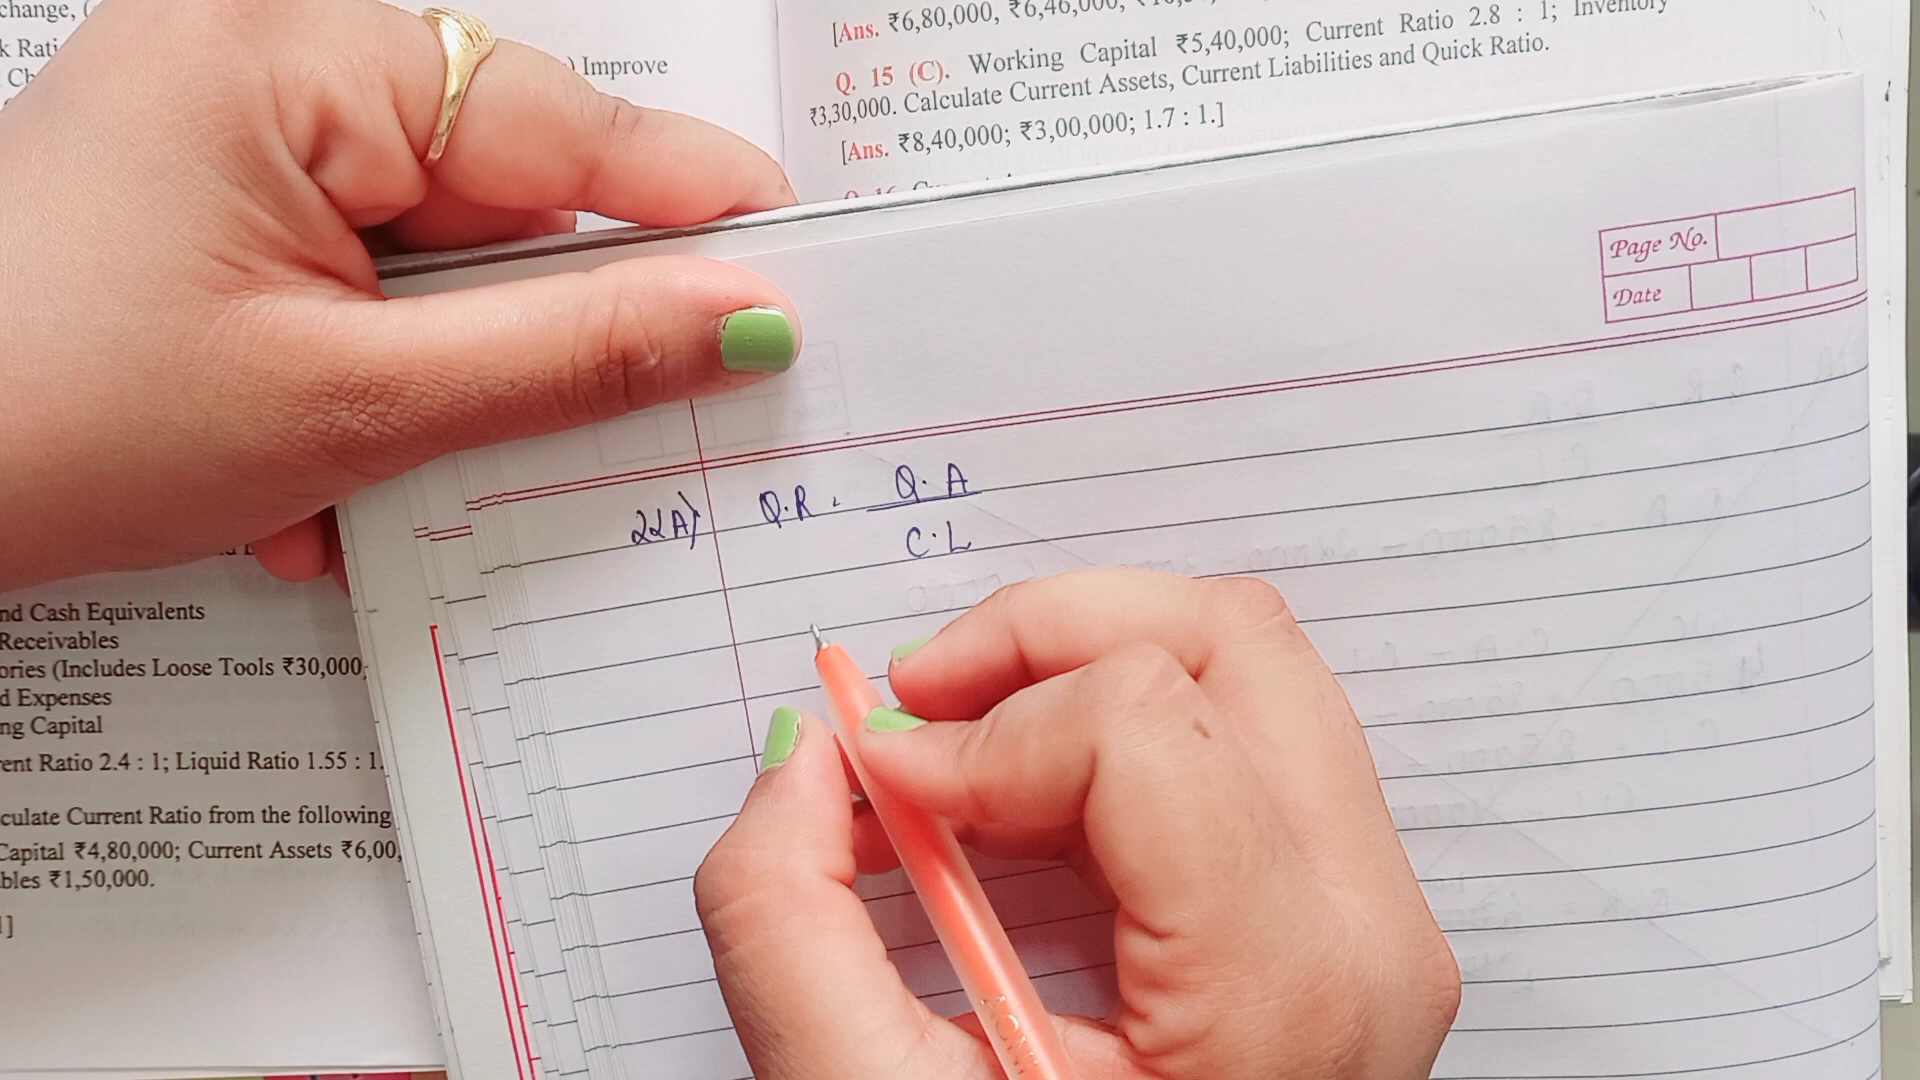 change, (
k Rati
Ch
) Improve
[Ans. ₹6,80,000, ₹6,46,000,
Q. 15 (C). Working Capital ₹5,40,000; Current Ratio 2.8 : 1; Inventory
₹3,30,000. Calculate Current Assets, Current Liabilities and Quick Ratio.
[Ans. ₹8,40,000; ₹3,00,000; 1.7 : 1.]
Page No.
Date
22A) Q.R = Q.A
C.L
nd Cash Equivalents
Receivables
ories (Includes Loose Tools ₹30,000
d Expenses
ng Capital
rent Ratio 2.4 : 1; Liquid Ratio 1.55 : 1.
culate Current Ratio from the following
Capital ₹4,80,000; Current Assets ₹6,00,
bles ₹1,50,000.